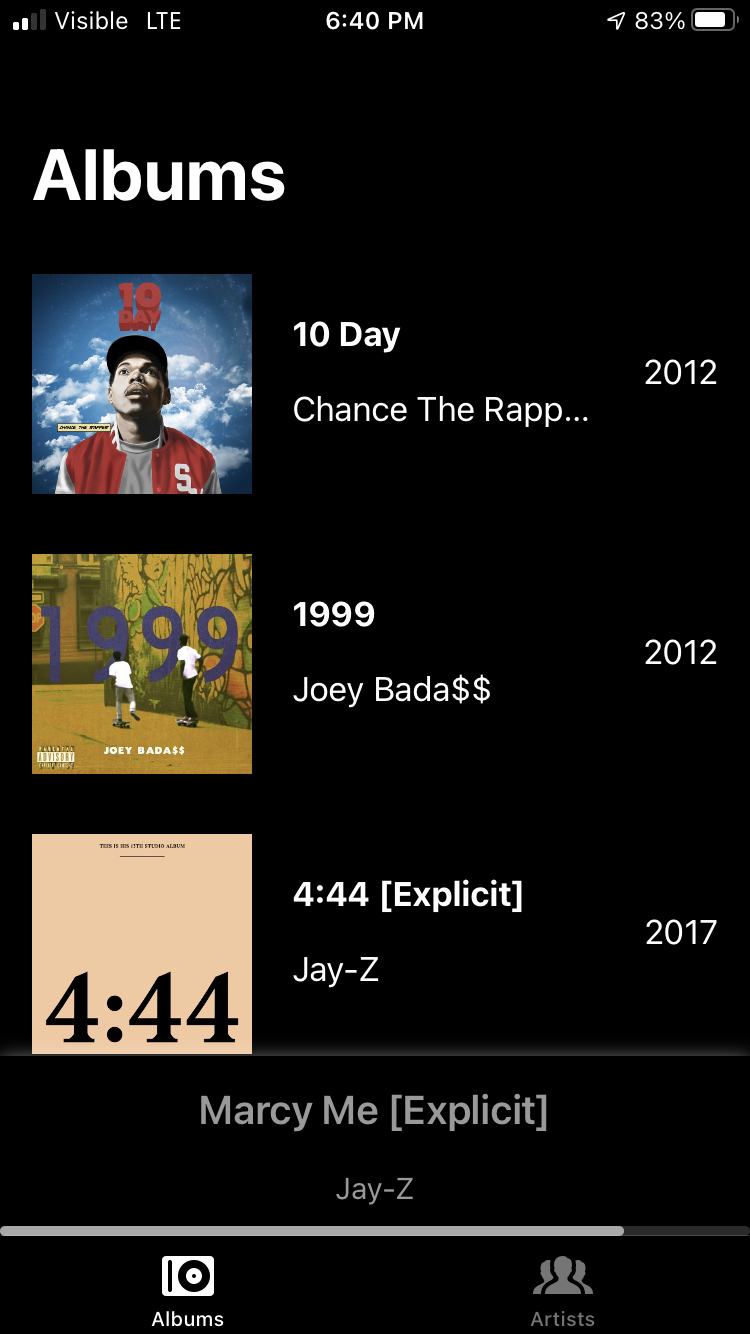 Visible LTE 6:40 PM 83%
Albums
10 DAY
CHANCE THE RAPPER
S
10 Day
2012
Chance The Rapp...
1999
JOEY BADA$$
PARENTAL
ADVISORY
EXPLICIT CONTENT
1999
2012
Joey Bada$$
THIS IS HIS 13TH STUDIO ALBUM
4:44
4:44 [Explicit]
2017
Jay-Z
Marcy Me [Explicit]
Jay-Z
Albums
Artists